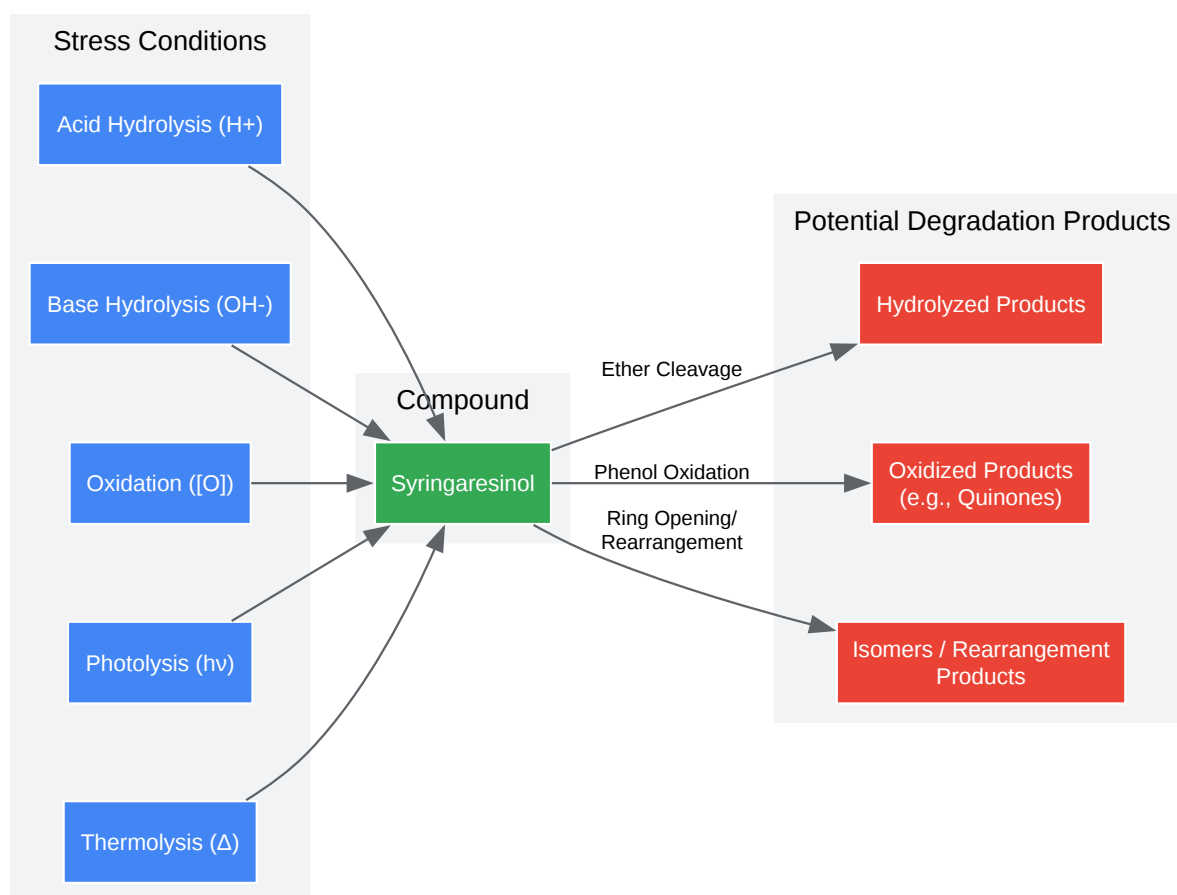 Stress Conditions
Acid Hydrolysis (H+)
Base Hydrolysis (OH-)
Oxidation ([O])
Photolysis (hν)
Thermolysis (Δ)
Compound
Syringaresinol
Ether Cleavage
Phenol Oxidation
Ring Opening/
Rearrangement
Potential Degradation Products
Hydrolyzed Products
Oxidized Products
(e.g., Quinones)
Isomers / Rearrangement
Products